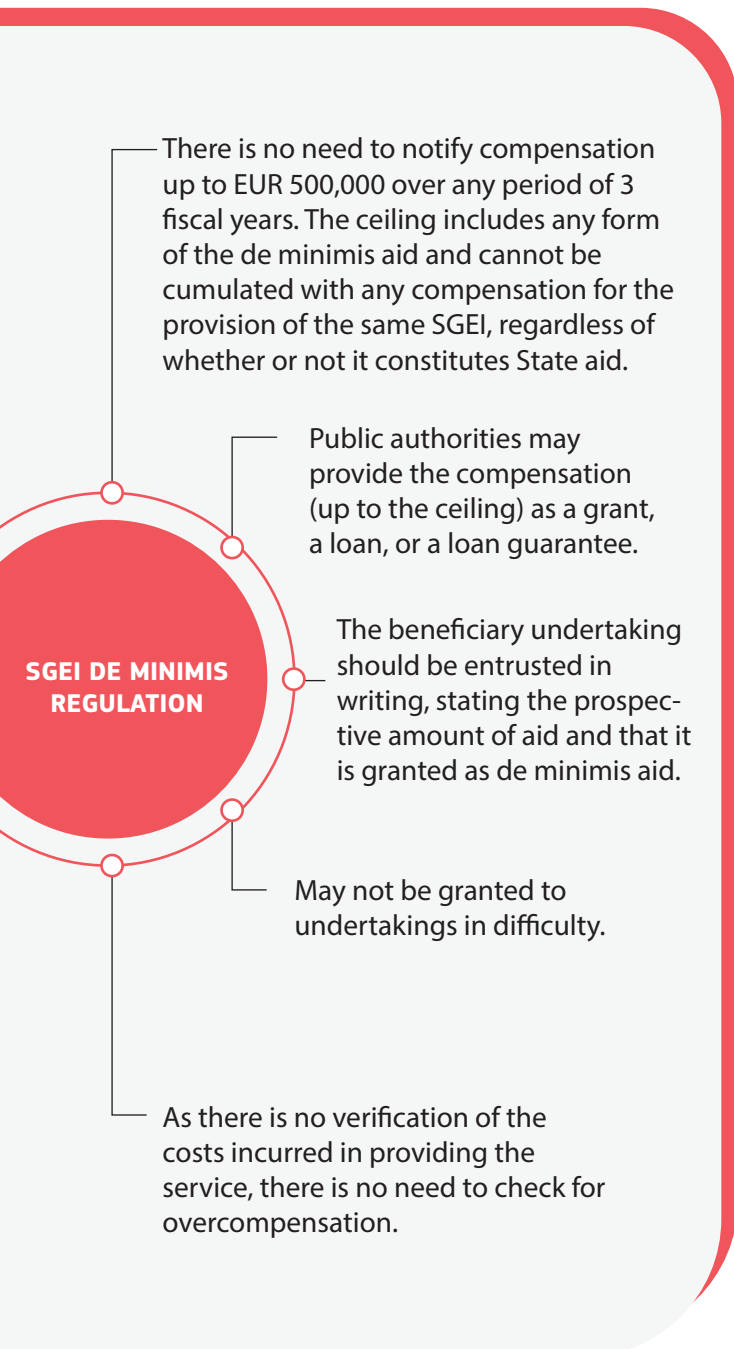 There is no need to notify compensation
up to EUR 500,000 over any period of 3
fiscal years. The ceiling includes any form
of the de minimis aid and cannot be
cumulated with any compensation for the
provision of the same SGEI, regardless of
whether or not it constitutes State aid.
Public authorities may
provide the compensation
(up to the ceiling) as a grant,
a loan, or a loan guarantee.
SGEI DE MINIMIS
REGULATION
The beneficiary undertaking
should be entrusted in
writing, stating the prospec-
tive amount of aid and that it
is granted as de minimis aid.
May not be granted to
undertakings in difficulty.
As there is no verification of the
costs incurred in providing the
service, there is no need to check for
overcompensation.